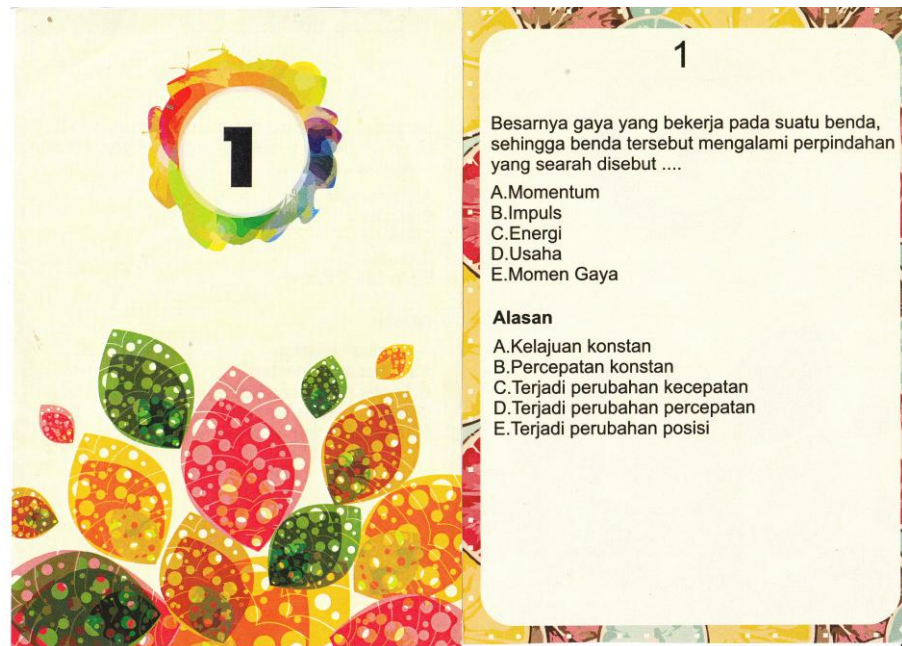 1
1
Besarnya gaya yang bekerja pada suatu benda,
sehingga benda tersebut mengalami perpindahan
yang searah disebut ....
A.Momentum
B.Impuls
C.Energi
D.Usaha
E.Momen Gaya
Alasan
A.Kelajuan konstan
B.Percepatan konstan
C.Terjadi perubahan kecepatan
D.Terjadi perubahan percepatan
E.Terjadi perubahan posisi